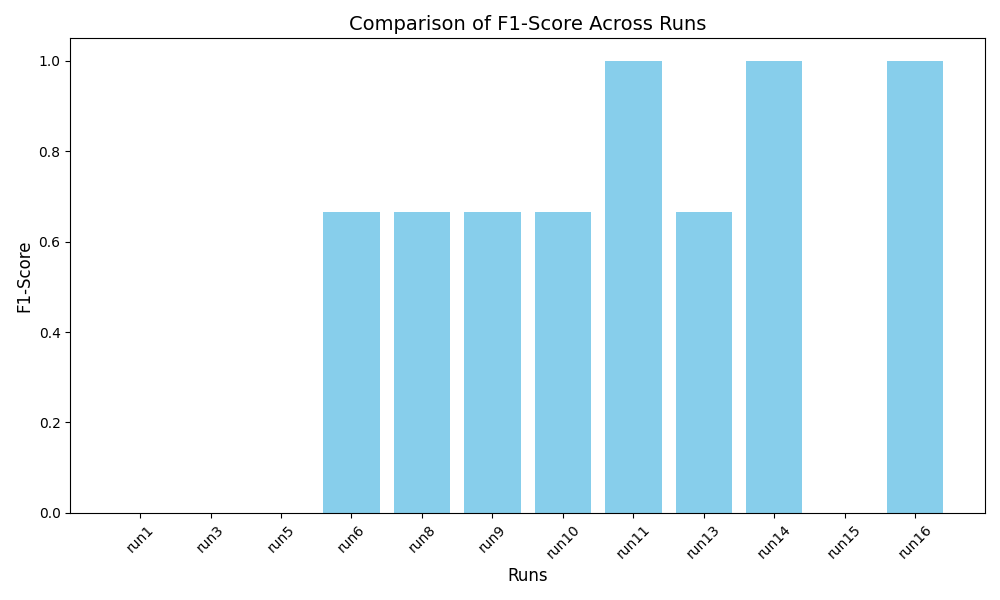 Comparison of F1-Score Across Runs
F1-Score
1.0
0.8
0.6
0.4
0.2
0.0
run1 run3 run5 run6 run8 run9 run10 run11 run13 run14 run15 run16
Runs